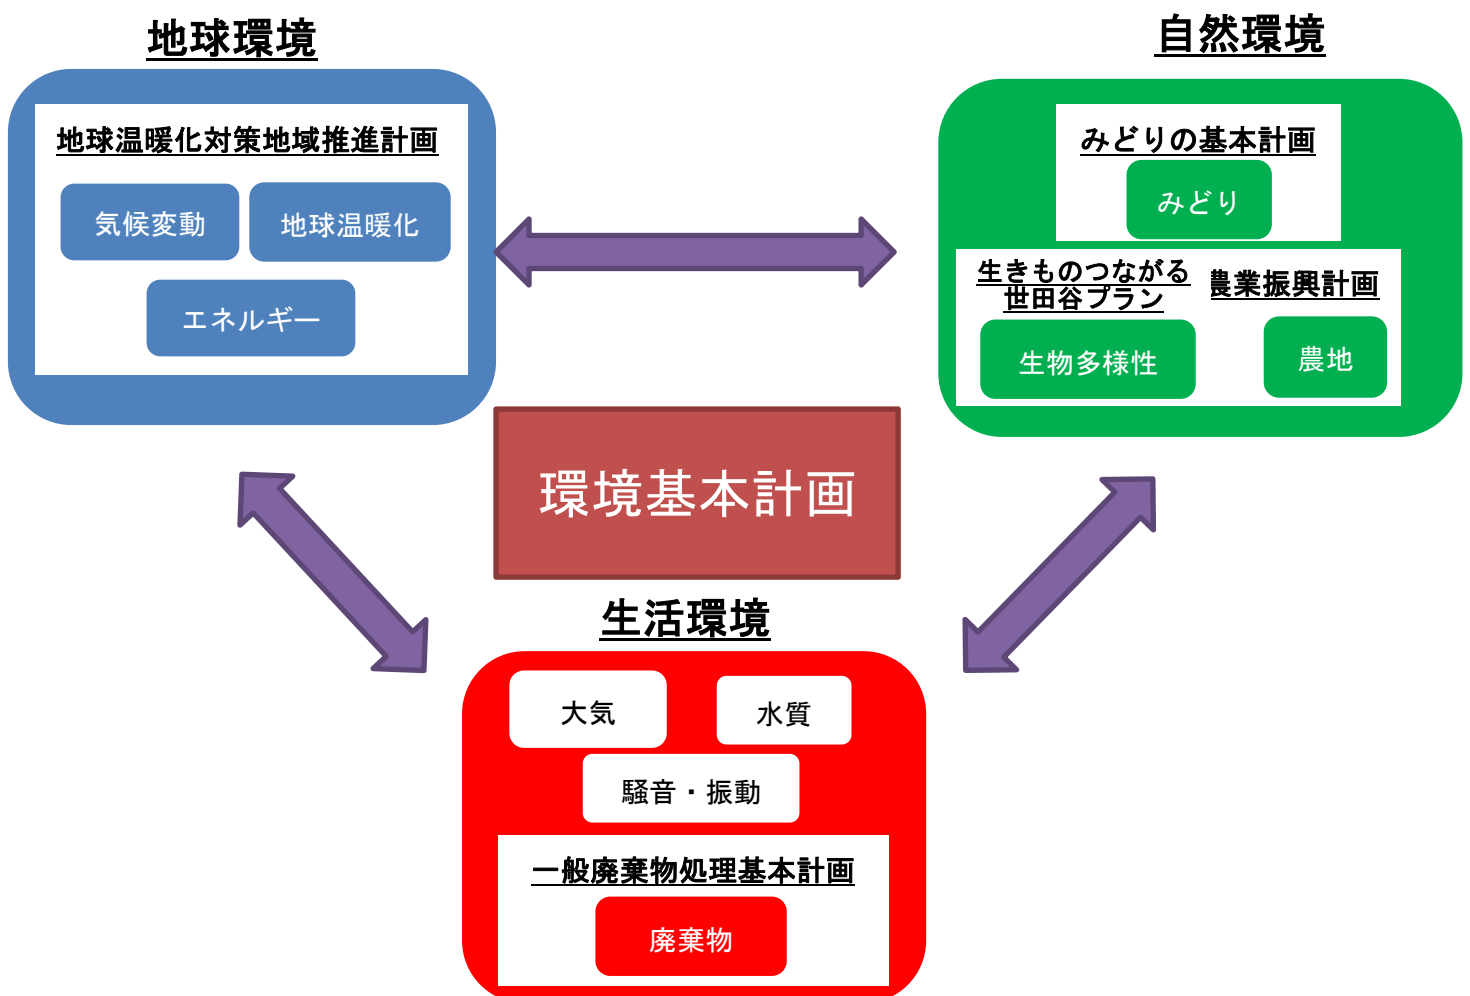 地球環境
地球温暖化対策地域推進計画
気候変動
地球温暖化
エネルギー
自然環境
みどりの基本計画
みどり
生きものつながる
世田谷プラン
生物多様性
農業振興計画
農地
環境基本計画
生活環境
大気
水質
騒音・振動
一般廃棄物処理基本計画
廃棄物